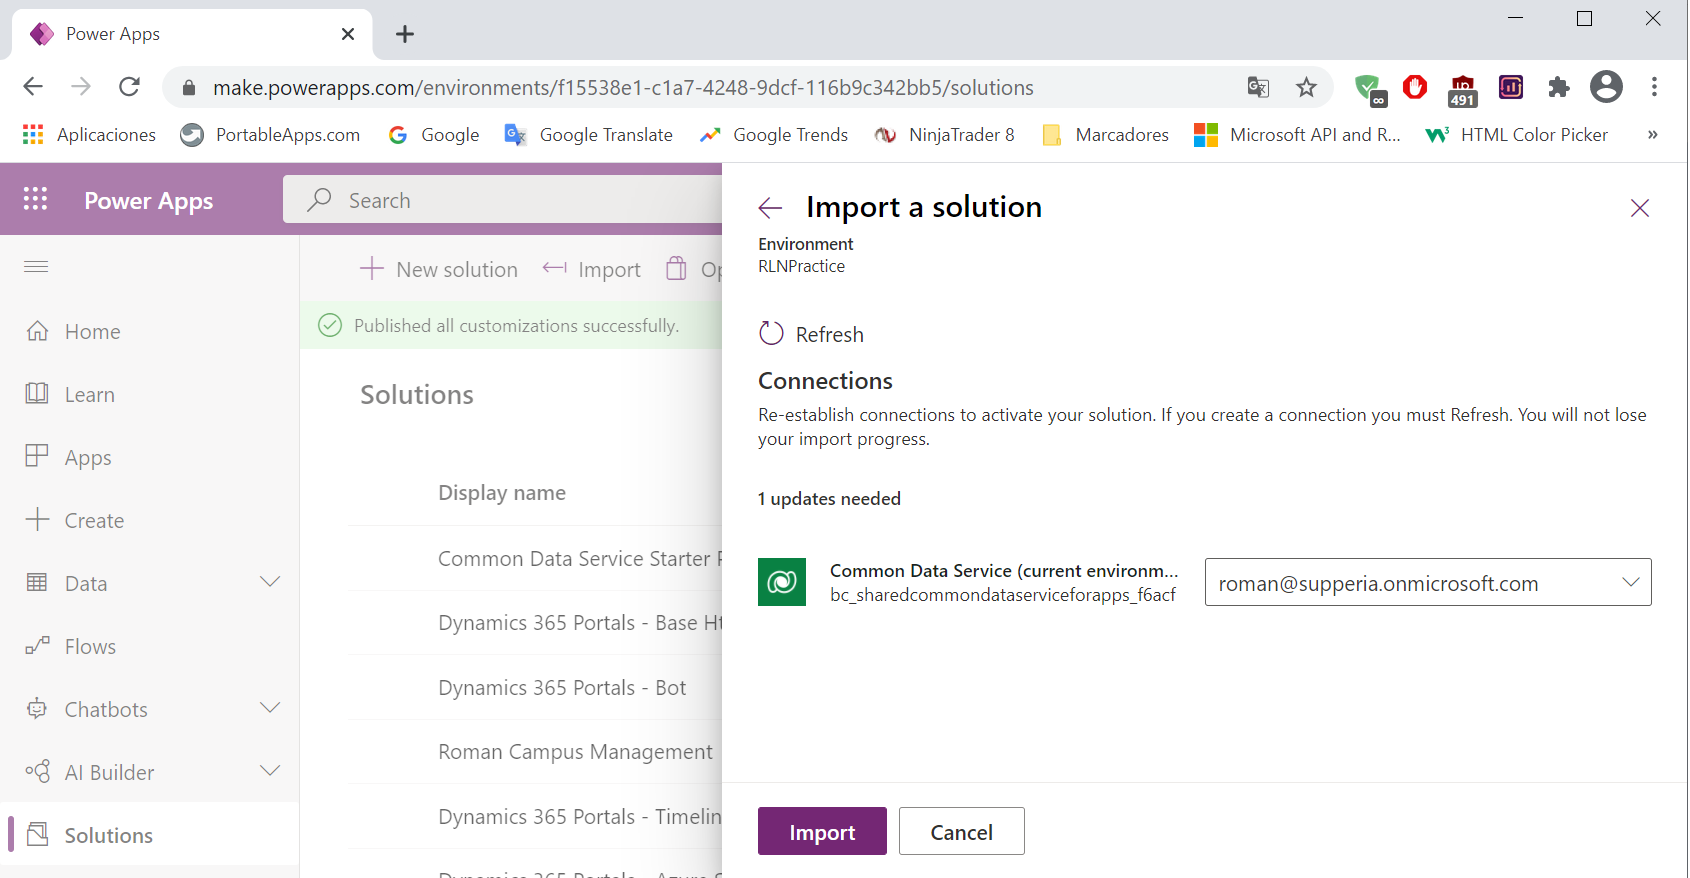 Power Apps
make.powerapps.com/environments/f15538e1-c1a7-4248-9dcf-116b9c342bb5/solutions
∞
491
Aplicaciones
PortableApps.com
Google
Google Translate
Google Trends
NinjaTrader 8
Marcadores
Microsoft API and R...
HTML Color Picker
»
Power Apps
Search
Home
Learn
Apps
Create
Data
Flows
Chatbots
AI Builder
Solutions
New solution
Import
Op
Published all customizations successfully.
Solutions
Display name
Common Data Service Starter
Dynamics 365 Portals - Base Ht
Dynamics 365 Portals - Bot
Roman Campus Management
Dynamics 365 Portals - Timelin
Dynamics 365 Portals - Azure
Import a solution
Environment
RLNPractice
Refresh
Connections
Re-establish connections to activate your solution. If you create a connection you must Refresh. You will not lose
your import progress.
1 updates needed
Common Data Service (current environm...
bc_sharedcommondataserviceforapps_f6acf
roman@supperia.onmicrosoft.com
Import
Cancel